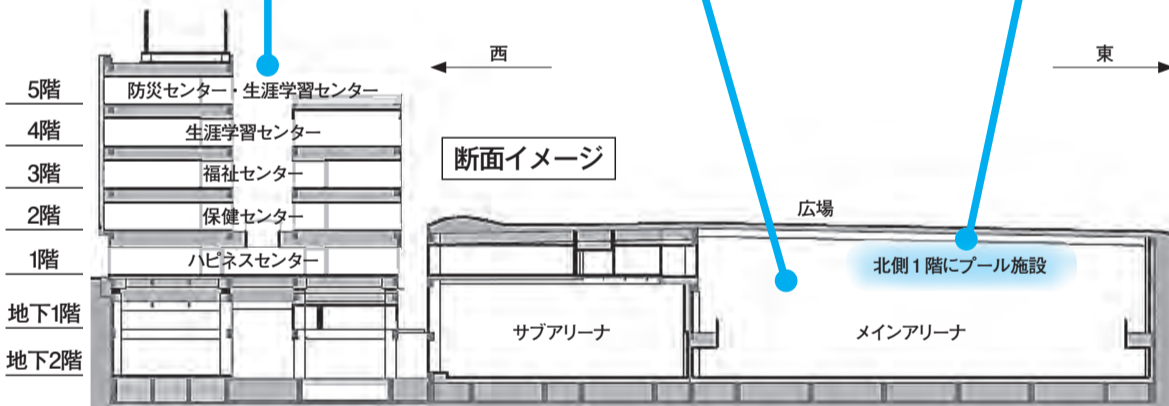 西
東
5階
防災センター・生涯学習センター
4階
生涯学習センター
断面イメージ
3階
福祉センター
2階
保健センター
広場
1階
ハピネスセンター
北側1階にプール施設
地下1階
サブアリーナ
メインアリーナ
地下2階